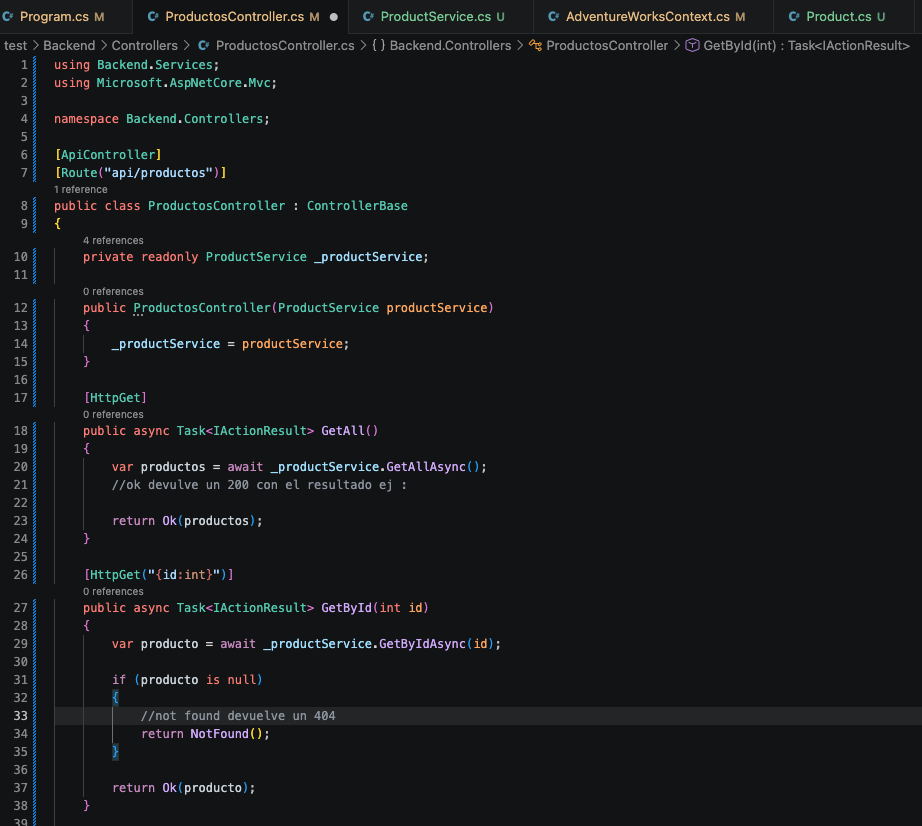 Program.cs M ProductosController.cs M ProductService.cs U AdventureWorksContext.cs M Product.cs U
test > Backend > Controllers > ProductosController.cs > { } Backend.Controllers > ProductosController > GetById(int) : Task<IActionResult>
1 using Backend.Services;
2 using Microsoft.AspNetCore.Mvc;
3
4 namespace Backend.Controllers;
5
6 [ApiController]
7 [Route("api/productos")]
1 reference
8 public class ProductosController : ControllerBase
9 {
4 references
10 private readonly ProductService _productService;
11
0 references
12 public ProductosController(ProductService productService)
13 {
14 _productService = productService;
15 }
16
17 [HttpGet]
0 references
18 public async Task<IActionResult> GetAll()
19 {
20 var productos = await _productService.GetAllAsync();
21 //ok devulve un 200 con el resultado ej :
22
23 return Ok(productos);
24 }
25
26 [HttpGet("{id:int}")]
0 references
27 public async Task<IActionResult> GetById(int id)
28 {
29 var producto = await _productService.GetByIdAsync(id);
30
31 if (producto is null)
32 {
33 //not found devuelve un 404
34 return NotFound();
35 }
36
37 return Ok(producto);
38 }
39